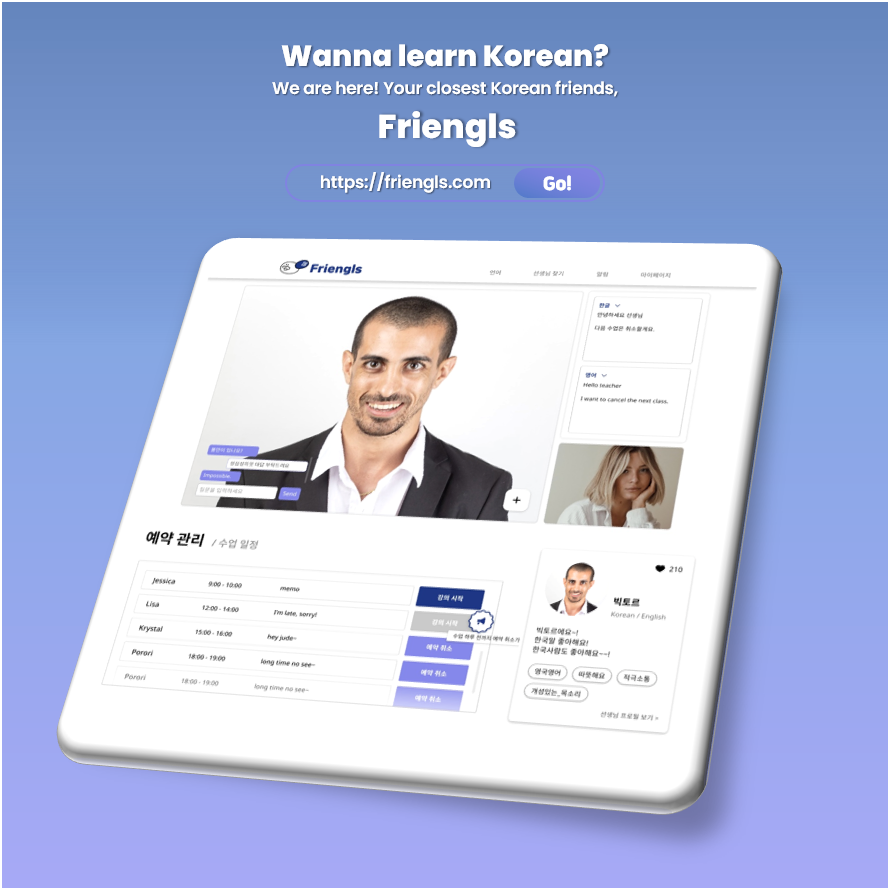 Wanna learn Korean?
We are here! Your closest Korean friends,
Friengls
https://friengls.com
Go!
Friengls
언어
선생님 찾기
알림
마이페이지
한글
안녕하세요 선생님
다음 수업은 취소할게요.
영어
Hello teacher
I want to cancel the next class.
Impossible
질문을 입력하세요
Send
+
예약 관리 / 수업 일정
Jessica 9:00 - 10:00 memo 강의 시작
Lisa 12:00 - 14:00 I'm late, sorry! 강의 시작
수업 하루 전까지 예약 취소가
Krystal 15:00 - 16:00 hey jude~ 예약 취소
Porori 18:00 - 19:00 long time no see~ 예약 취소
Porori 18:00 - 19:00 long time no see~ 예약 취소
210
빅토르
Korean / English
빅토르에요~!
한국말 좋아해요!
한국사람도 좋아해요~~!
영국영어
따뜻해요
적극소통
개성있는_목소리
선생님 프로필 보기 >